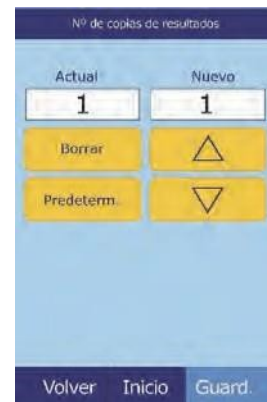 Nº de copias de resultados
Actual Nuevo
1 1
Borrar
Predeterm.
Volver Inicio Guard.